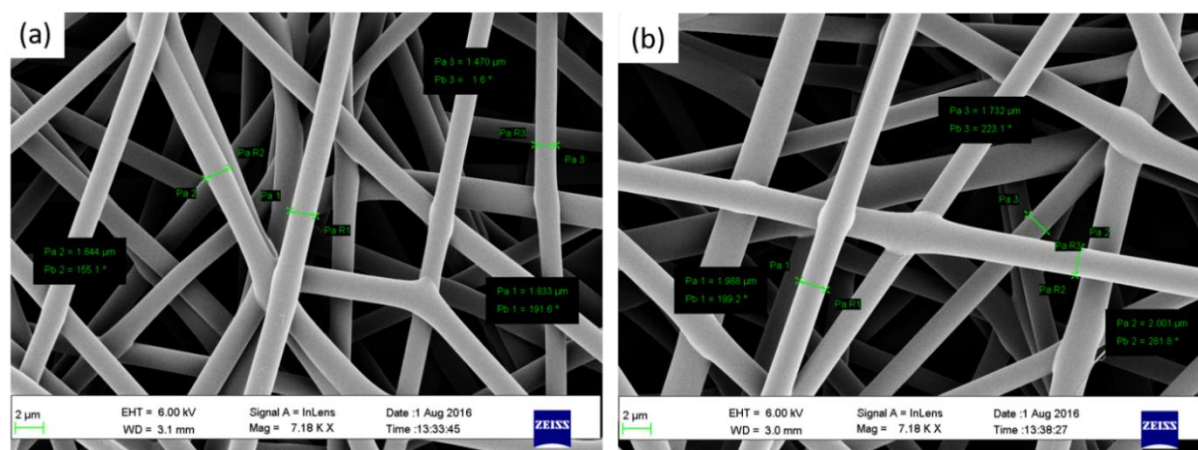 (a)
Pa 3 = 1.470 µm
Pb 3 = 1.6 °
Pa R3
Pa 3
Pa R2
Pa 2
Pa 1
Pa R1
Pa 2 = 1.844 µm
Pb 2 = 155.1 °
Pa 1 = 1.833 µm
Pb 1 = 191.6 °
2 µm
EHT = 6.00 kV
Signal A = InLens
Date :1 Aug 2016
WD = 3.1 mm
Mag = 7.18 K X
Time :13:33:45
ZEISS
(b)
Pa 3 = 1.732 µm
Pb 3 = 223.1 °
Pa 3
Pa 2
Pa R3
Pa 1
Pa R2
Pa R1
Pa 1 = 1.988 µm
Pb 1 = 199.2 °
Pa 2 = 2.001 µm
Pb 2 = 281.8 °
2 µm
EHT = 6.00 kV
Signal A = InLens
Date :1 Aug 2016
WD = 3.0 mm
Mag = 7.18 K X
Time :13:38:27
ZEISS